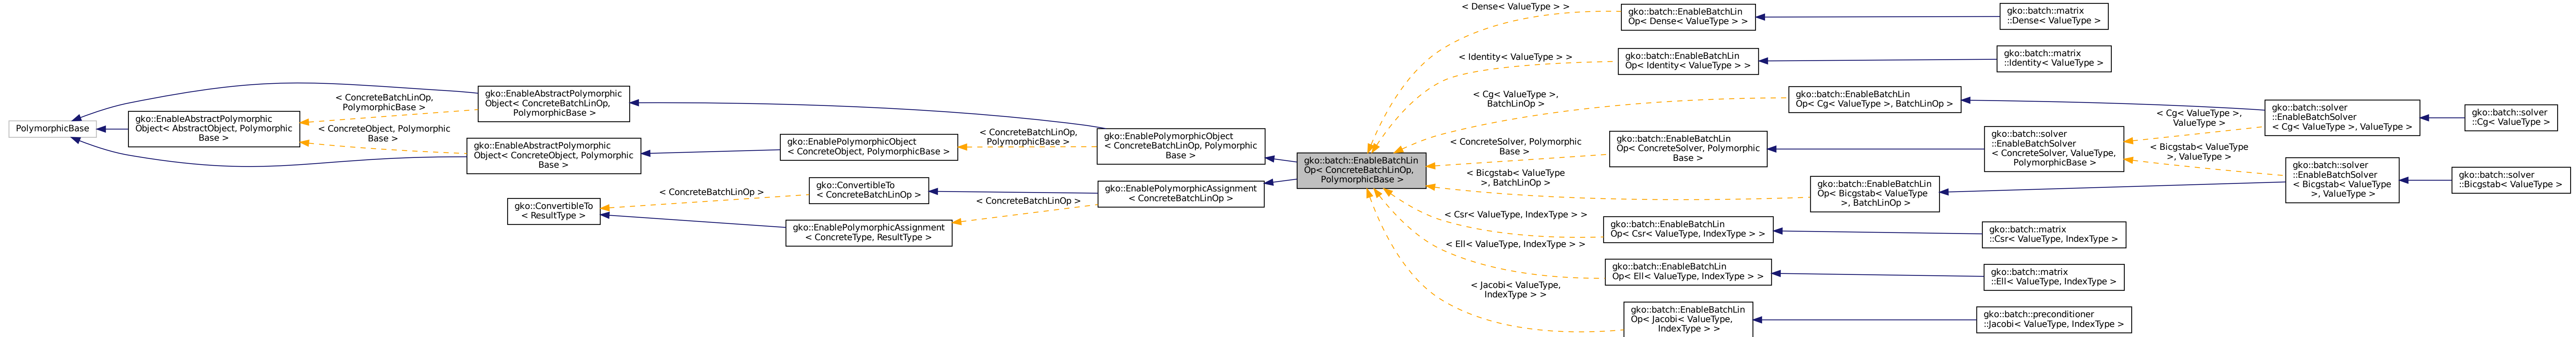 PolymorphicBase
gko::EnableAbstractPolymorphic
Object< AbstractObject, Polymorphic
Base >
< ConcreteBatchLinOp,
PolymorphicBase >
< ConcreteObject, Polymorphic
Base >
gko::EnableAbstractPolymorphic
Object< ConcreteBatchLinOp,
PolymorphicBase >
gko::EnableAbstractPolymorphic
Object< ConcreteObject, Polymorphic
Base >
gko::ConvertibleTo
< ResultType >
< ConcreteBatchLinOp >
gko::EnablePolymorphicObject
< ConcreteObject, PolymorphicBase >
gko::ConvertibleTo
< ConcreteBatchLinOp >
gko::EnablePolymorphicAssignment
< ConcreteType, ResultType >
< ConcreteBatchLinOp,
PolymorphicBase >
< ConcreteBatchLinOp >
gko::EnablePolymorphicObject
< ConcreteBatchLinOp, Polymorphic
Base >
gko::EnablePolymorphicAssignment
< ConcreteBatchLinOp >
gko::batch::EnableBatchLin
Op< ConcreteBatchLinOp,
PolymorphicBase >
< Dense< ValueType > >
< Identity< ValueType > >
< Cg< ValueType >,
BatchLinOp >
< ConcreteSolver, Polymorphic
Base >
< Bicgstab< ValueType
>, BatchLinOp >
< Csr< ValueType, IndexType > >
< Ell< ValueType, IndexType > >
< Jacobi< ValueType,
IndexType > >
gko::batch::EnableBatchLin
Op< Dense< ValueType > >
gko::batch::EnableBatchLin
Op< Identity< ValueType > >
gko::batch::EnableBatchLin
Op< Cg< ValueType >, BatchLinOp >
gko::batch::EnableBatchLin
Op< ConcreteSolver, Polymorphic
Base >
gko::batch::EnableBatchLin
Op< Bicgstab< ValueType
>, BatchLinOp >
gko::batch::EnableBatchLin
Op< Csr< ValueType, IndexType > >
gko::batch::EnableBatchLin
Op< Ell< ValueType, IndexType > >
gko::batch::EnableBatchLin
Op< Jacobi< ValueType,
IndexType > >
gko::batch::matrix
::Dense< ValueType >
gko::batch::matrix
::Identity< ValueType >
gko::batch::solver
::EnableBatchSolver
< ConcreteSolver, ValueType,
PolymorphicBase >
gko::batch::matrix
::Csr< ValueType, IndexType >
gko::batch::matrix
::Ell< ValueType, IndexType >
gko::batch::preconditioner
::Jacobi< ValueType, IndexType >
< Cg< ValueType >,
ValueType >
< Bicgstab< ValueType
>, ValueType >
gko::batch::solver
::EnableBatchSolver
< Cg< ValueType >, ValueType >
gko::batch::solver
::EnableBatchSolver
< Bicgstab< ValueType
>, ValueType >
gko::batch::solver
::Cg< ValueType >
gko::batch::solver
::Bicgstab< ValueType >